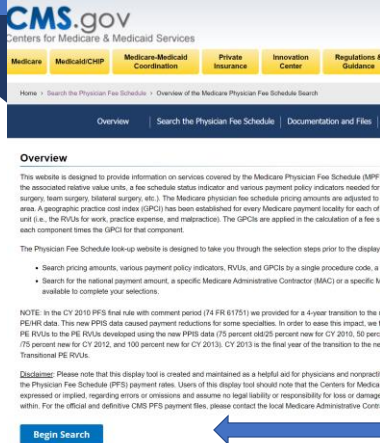 CMS.gov
Centers for Medicare & Medicaid Services
Medicare Medicaid/CHIP Medicare-Medicaid Coordination Private Insurance Innovation Center Regulations & Guidance
Home > Search the Physician Fee Schedule > Overview of the Medicare Physician Fee Schedule Search
Overview | Search the Physician Fee Schedule | Documentation and Files |
Overview
This website is designed to provide information on services covered by the Medicare Physician Fee Schedule (MPF
the associated relative value units, a fee schedule status indicator and various payment policy indicators needed for
surgery, team surgery, bilateral surgery, etc.). The Medicare physician fee schedule pricing amounts are adjusted to
area. A geographic practice cost index (GPCI) has been established for every Medicare payment locality for each of
unit (i.e., the RVUs for work, practice expense, and malpractice). The GPCIs are applied in the calculation of a fee s
each component times the GPCI for that component.
The Physician Fee Schedule look-up website is designed to take you through the selection steps prior to the display
• Search pricing amounts, various payment policy indicators, RVUs, and GPCIs by a single procedure code, a
• Search for the national payment amount, a specific Medicare Administrative Contractor (MAC) or a specific M
available to complete your selections.
NOTE: In the CY 2010 PFS final rule with comment period (74 FR 61751) we provided for a 4-year transition to the
PE/HR data. This new PPIS data caused payment reductions for some specialties. In order to ease this impact, we
PE RVUs to the PE RVUs developed using the new PPIS data (75 percent old/25 percent new for CY 2010, 50 perc
/75 percent new for CY 2012, and 100 percent new for CY 2013). CY 2013 is the final year of the transition to the ne
Transitional PE RVUs.
Disclaimer: Please note that this display tool is created and maintained as a helpful aid for physicians and nonpractit
the Physician Fee Schedule (PFS) payment rates. Users of this display tool should note that the Centers for Medica
expressed or implied, regarding errors or omissions and assume no legal liability or responsibility for loss or damage
within. For the official and definitive CMS PFS payment files, please contact the local Medicare Administrative Contr
Begin Search